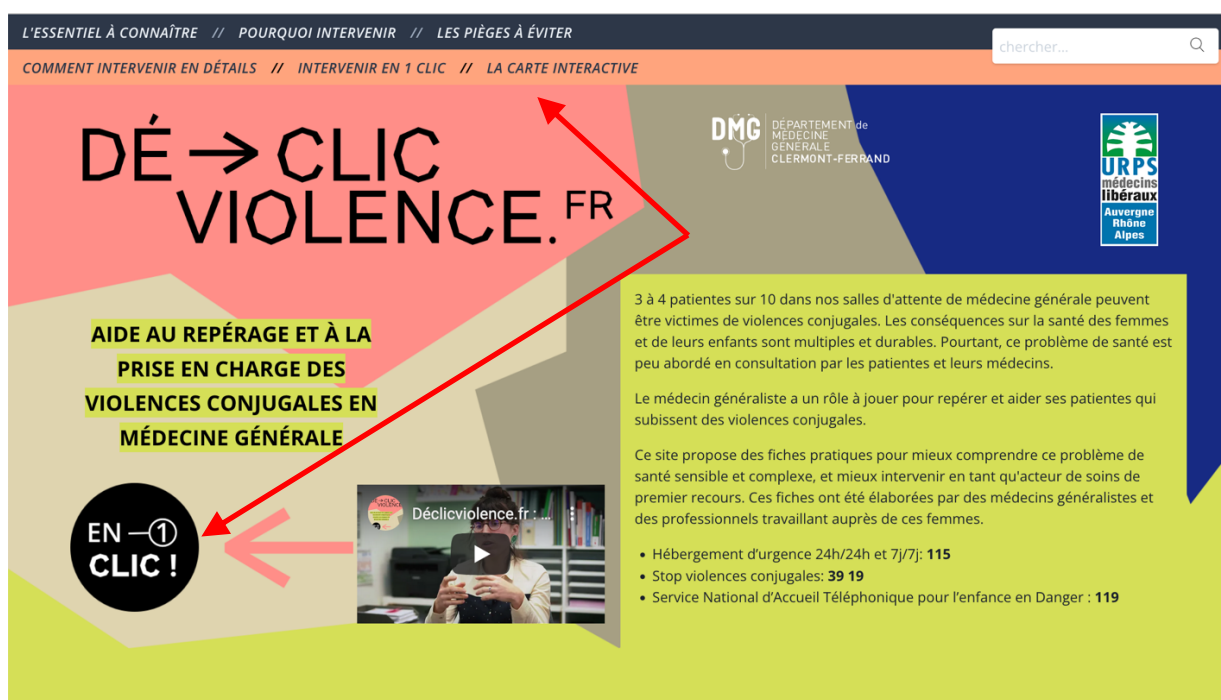 L'ESSENTIEL À CONNAÎTRE // POURQUOI INTERVENIR // LES PIÈGES À ÉVITER
chercher...
COMMENT INTERVENIR EN DÉTAILS // INTERVENIR EN 1 CLIC // LA CARTE INTERACTIVE
DÉ → CLIC
VIOLENCE.FR
DMG
DÉPARTEMENT de
MÉDECINE
GÉNÉRALE
CLERMONT-FERRAND
URPS
médecins
libéraux
Auvergne
Rhône
Alpes
AIDE AU REPÉRAGE ET À LA
PRISE EN CHARGE DES
VIOLENCES CONJUGALES EN
MÉDECINE GÉNÉRALE
EN 1
CLIC !
Déclicviolence.fr : ...
3 à 4 patientes sur 10 dans nos salles d'attente de médecine générale peuvent
être victimes de violences conjugales. Les conséquences sur la santé des femmes
et de leurs enfants sont multiples et durables. Pourtant, ce problème de santé est
peu abordé en consultation par les patientes et leurs médecins.
Le médecin généraliste a un rôle à jouer pour repérer et aider ses patientes qui
subissent des violences conjugales.
Ce site propose des fiches pratiques pour mieux comprendre ce problème de
santé sensible et complexe, et mieux intervenir en tant qu'acteur de soins de
premier recours. Ces fiches ont été élaborées par des médecins généralistes et
des professionnels travaillant auprès de ces femmes.
• Hébergement d'urgence 24h/24h et 7j/7j: 115
• Stop violences conjugales: 39 19
• Service National d'Accueil Téléphonique pour l'enfance en Danger : 119